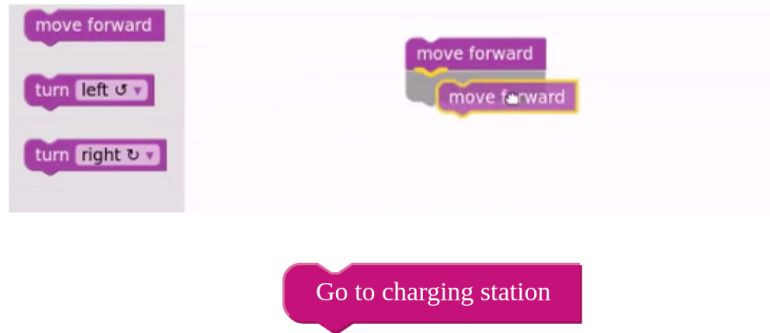 move forward
turn left ↺ ▾
turn right ↻ ▾
move forward
move forward
Go to charging station